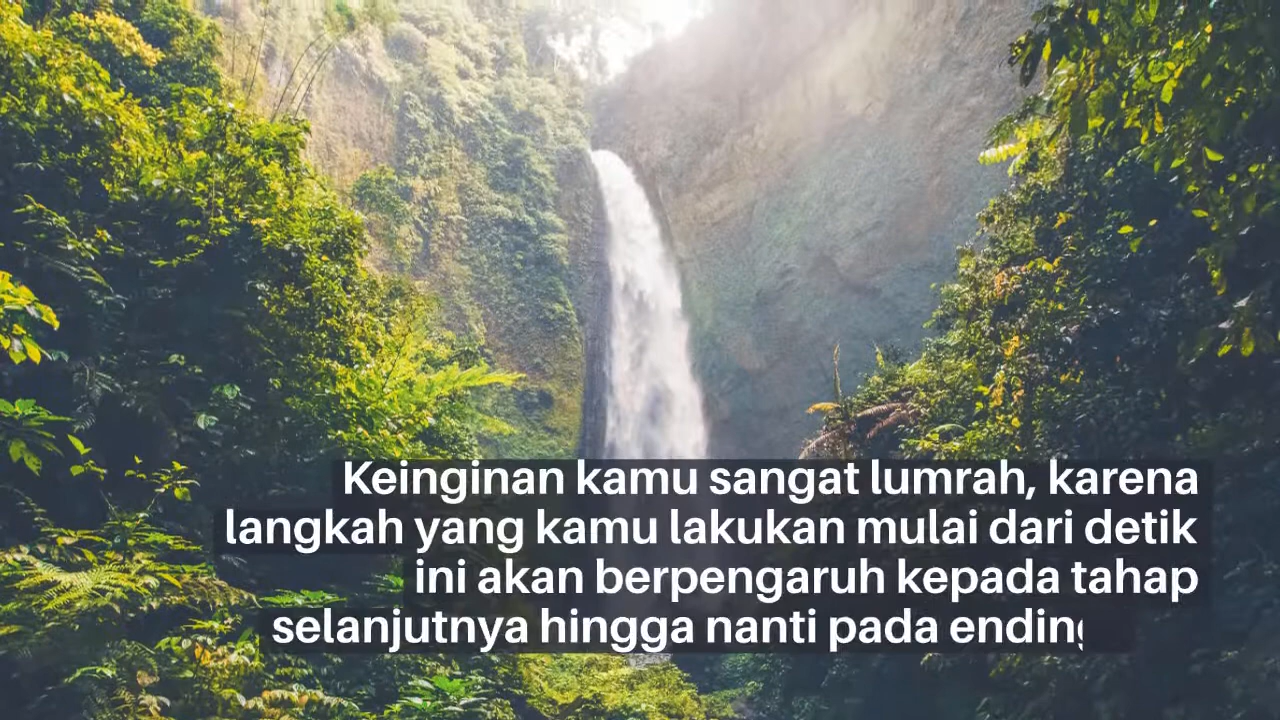 Keinginan kamu sangat lumrah, karena
langkah yang kamu lakukan mulai dari detik
ini akan berpengaruh kepada tahap
selanjutnya hingga nanti pada